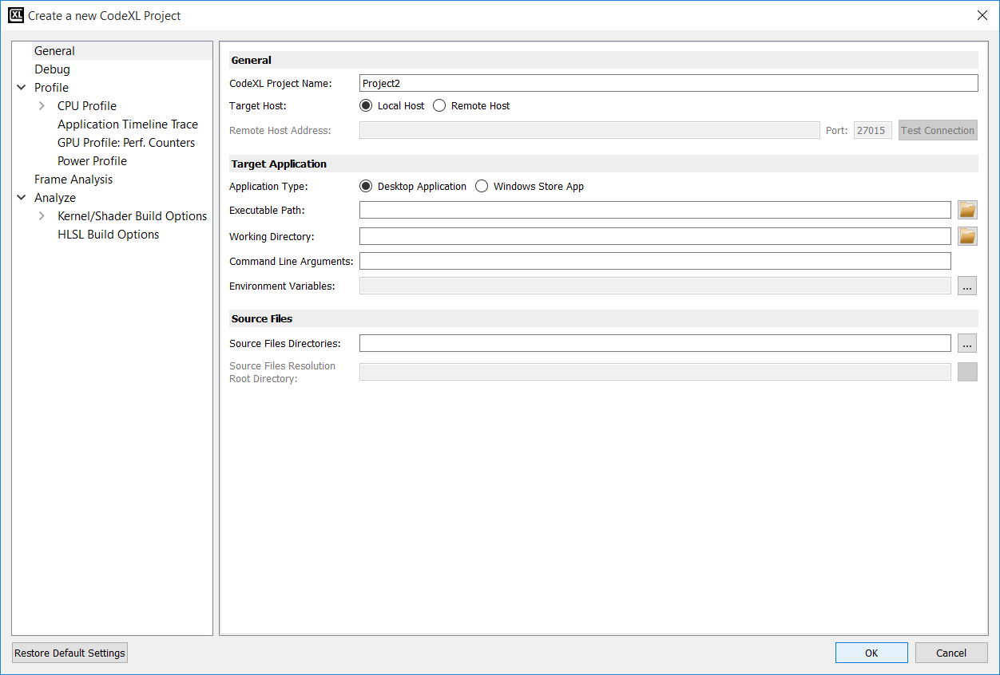 XL Create a new CodeXL Project
General
Debug
Profile
CPU Profile
Application Timeline Trace
GPU Profile: Perf. Counters
Power Profile
Frame Analysis
Analyze
Kernel/Shader Build Options
HLSL Build Options
General
CodeXL Project Name: Project2
Target Host: Local Host Remote Host
Remote Host Address: Port: 27015 Test Connection
Target Application
Application Type: Desktop Application Windows Store App
Executable Path:
Working Directory:
Command Line Arguments:
Environment Variables: ...
Source Files
Source Files Directories: ...
Source Files Resolution
Root Directory:
Restore Default Settings OK Cancel